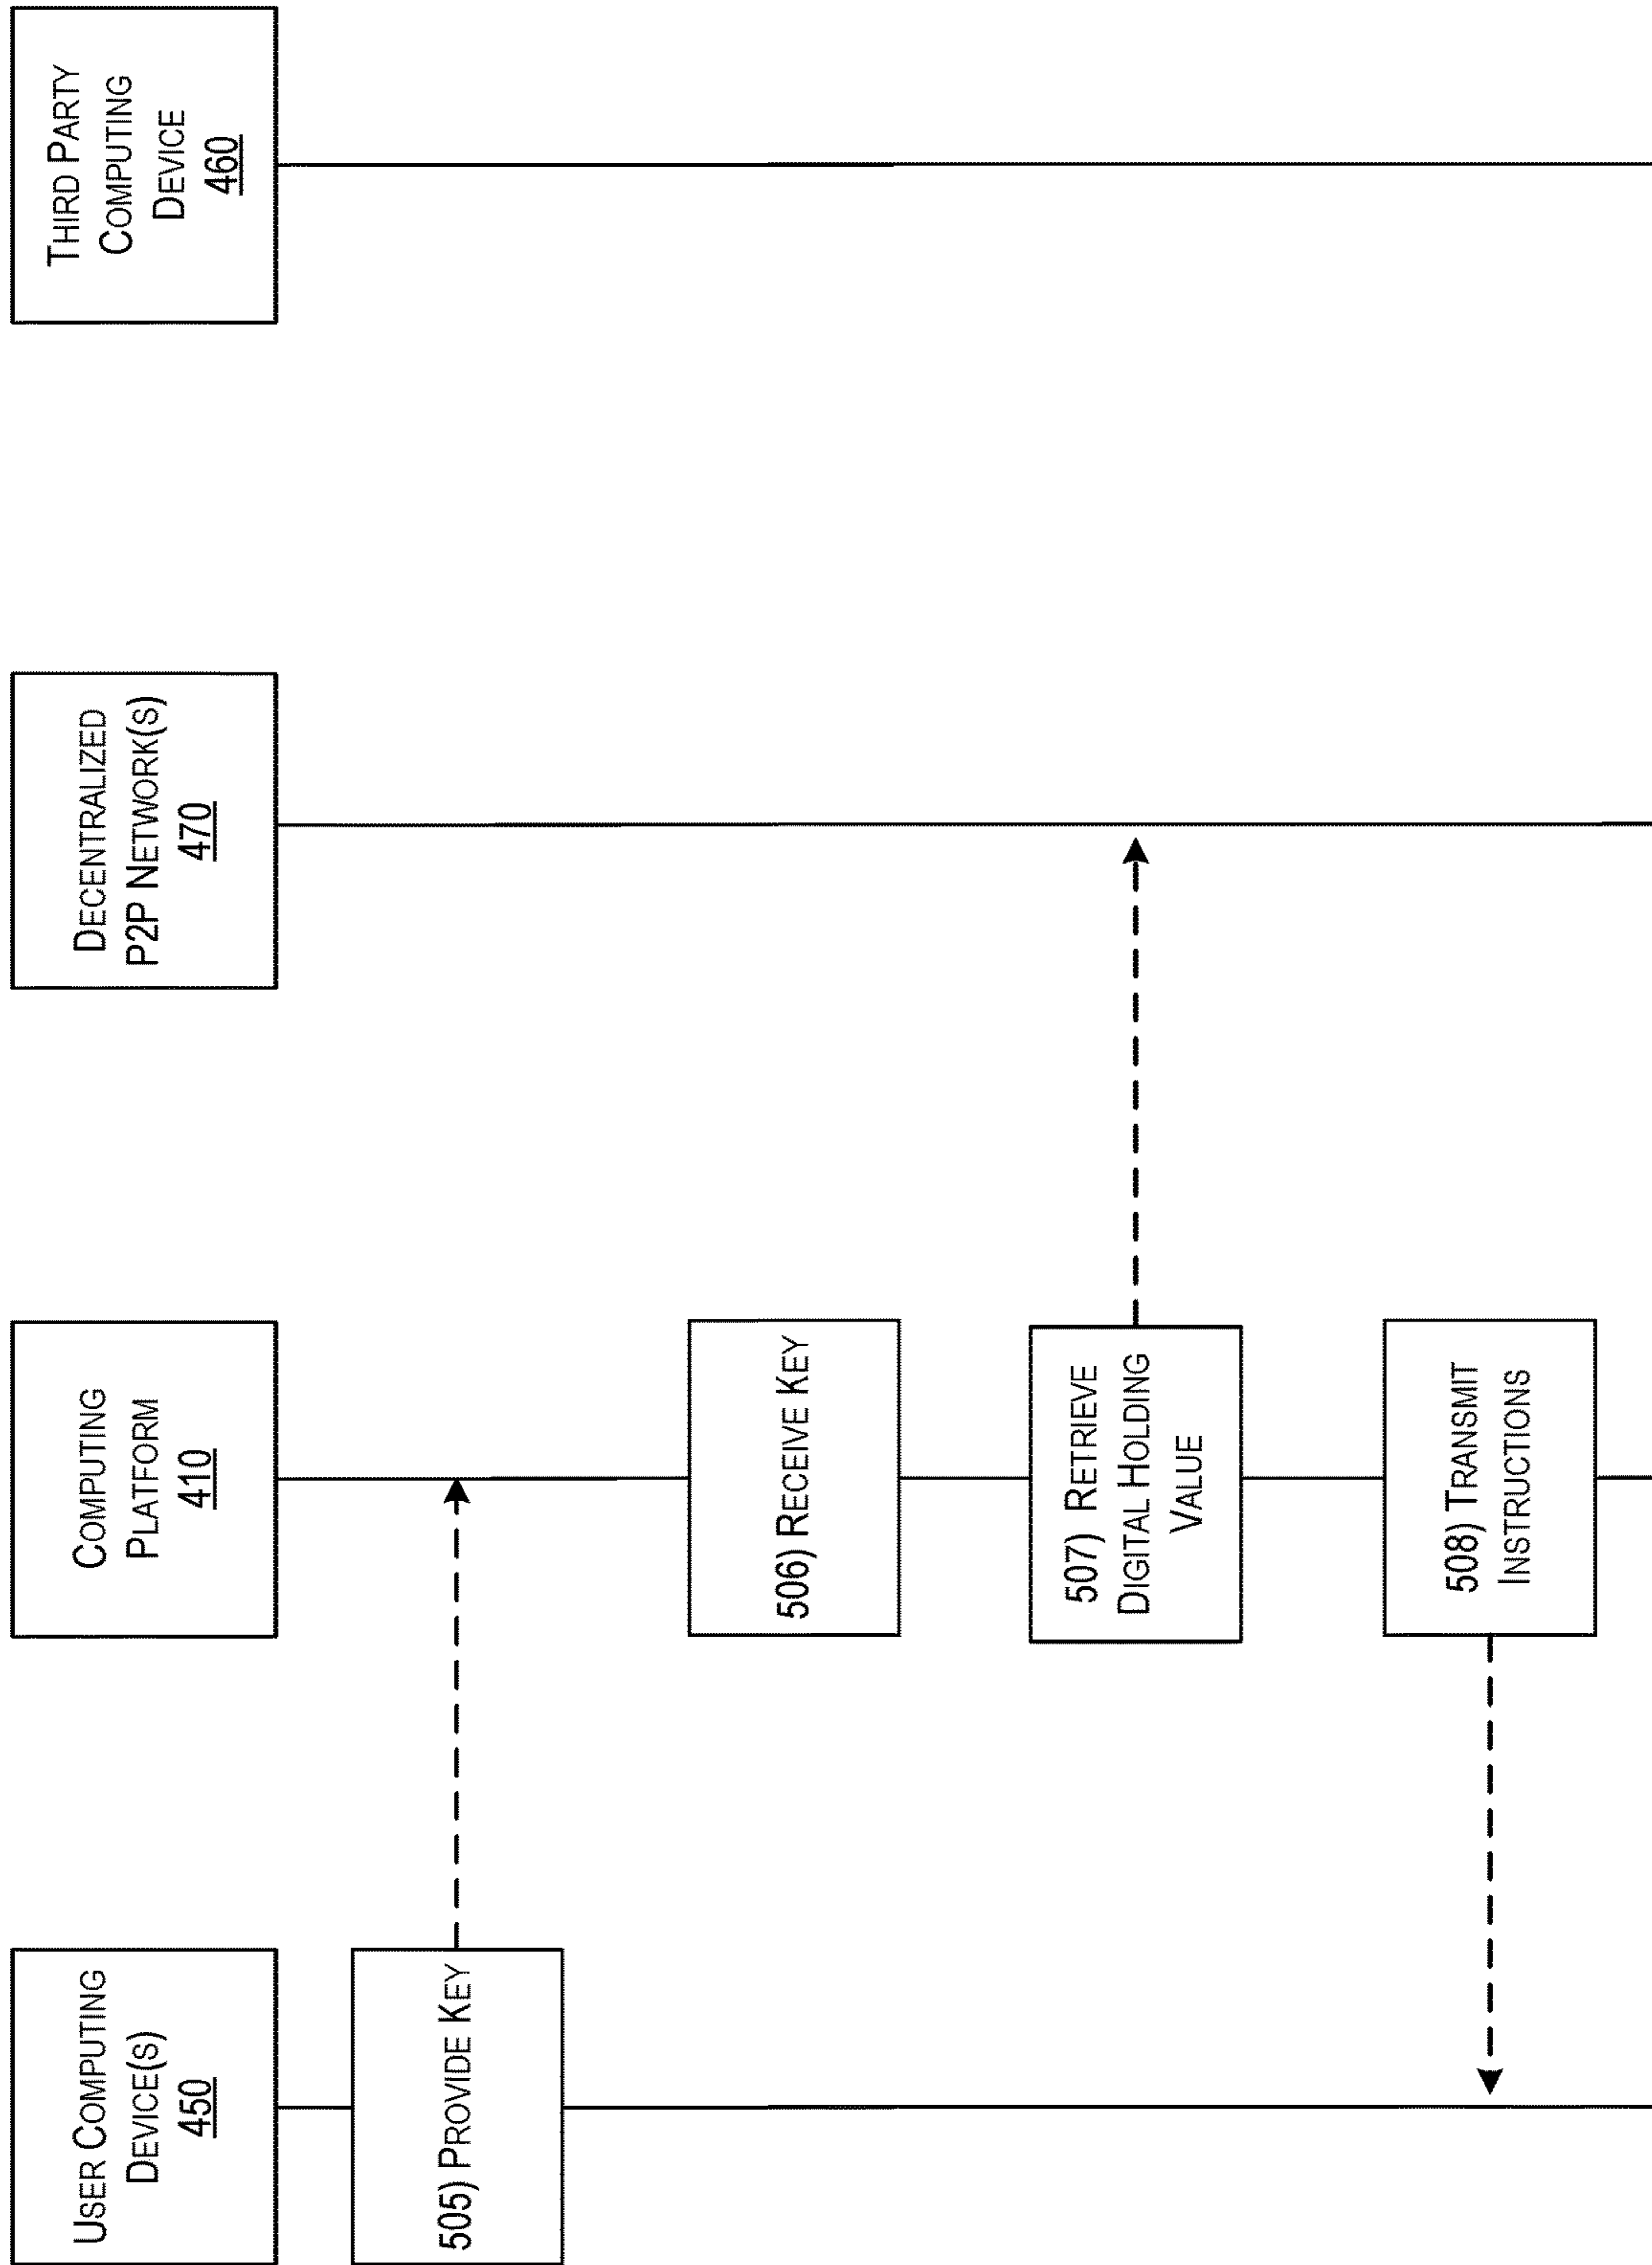 USER COMPUTING
DEVICE(S)
450
COMPUTING
PLATFORM
410
DECENTRALIZED
P2P NETWORK(S)
470
THIRD PARTY
COMPUTING
DEVICE
460
505) PROVIDE KEY
506) RECEIVE KEY
507) RETRIEVE
DIGITAL HOLDING
VALUE
508) TRANSMIT
INSTRUCTIONS